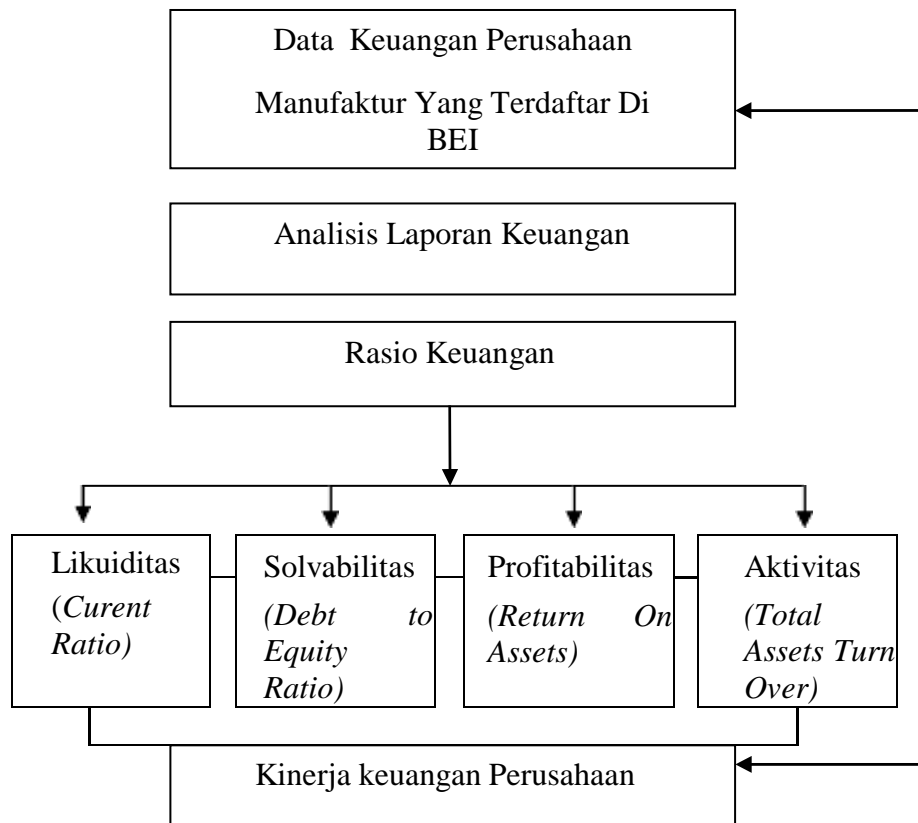 Data Keuangan Perusahaan
Manufaktur Yang Terdaftar Di
BEI
Analisis Laporan Keuangan
Rasio Keuangan
Likuiditas
(Curent
Ratio)
Solvabilitas
(Debt to
Equity
Ratio)
Profitabilitas
(Return On
Assets)
Aktivitas
(Total
Assets Turn
Over)
Kinerja keuangan Perusahaan